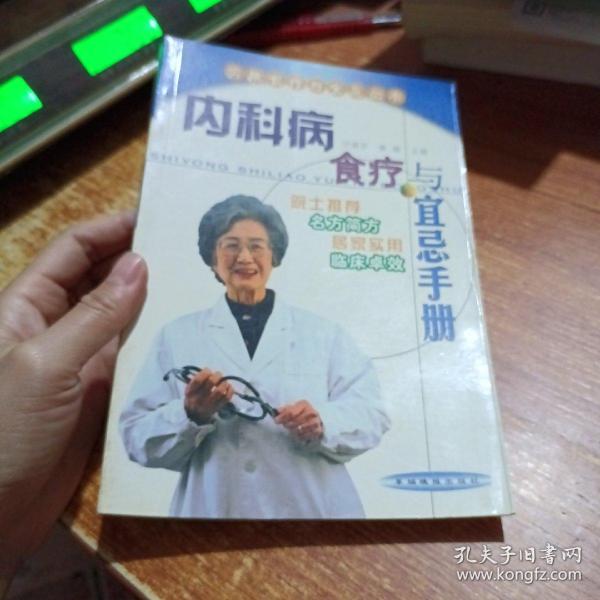 内科病
食疗
与宜忌手册
SHIYONG SHILIAO YU
院士推荐
名方简方
居家实用
临床卓效
孔夫子旧书网
www.kongfz.com